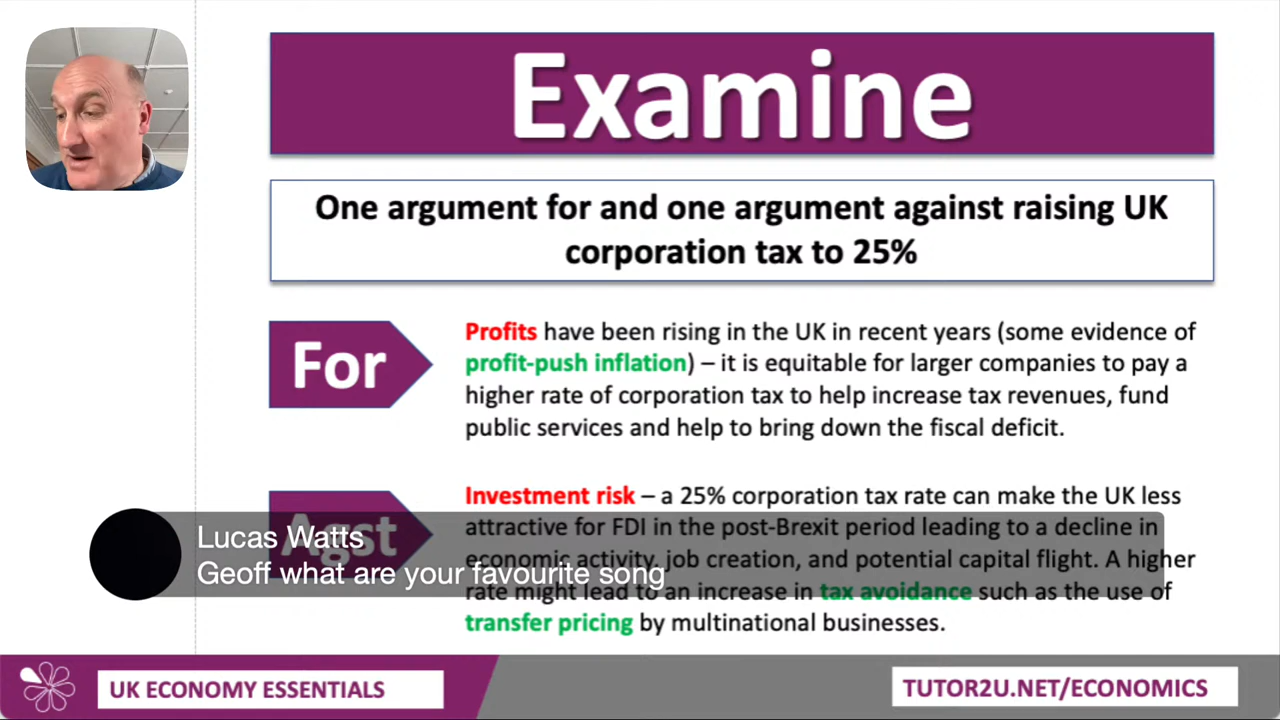 Examine
One argument for and one argument against raising UK
corporation tax to 25%
For
Profits have been rising in the UK in recent years (some evidence of
profit-push inflation) – it is equitable for larger companies to pay a
higher rate of corporation tax to help increase tax revenues, fund
public services and help to bring down the fiscal deficit.
Agst
Investment risk – a 25% corporation tax rate can make the UK less
attractive for FDI in the post-Brexit period leading to a decline in
economic activity, job creation, and potential capital flight. A higher
rate might lead to an increase in tax avoidance such as the use of
transfer pricing by multinational businesses.
Lucas Watts
Geoff what are your favourite song
UK ECONOMY ESSENTIALS
TUTOR2U.NET/ECONOMICS